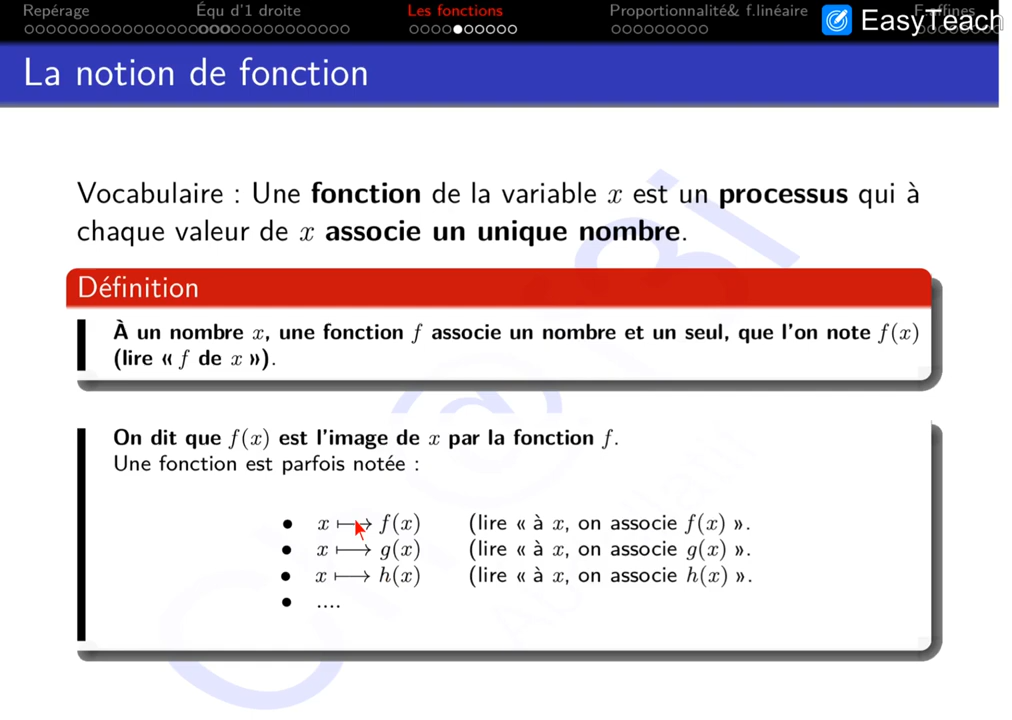 Repérage Équ d'1 droite Les fonctions Proportionnalité& f.linéaire EasyTeach
La notion de fonction
Vocabulaire : Une fonction de la variable x est un processus qui à
chaque valeur de x associe un unique nombre.
Définition
À un nombre x, une fonction f associe un nombre et un seul, que l'on note f(x)
(lire « f de x »).
On dit que f(x) est l'image de x par la fonction f.
Une fonction est parfois notée :
• x ⟼ f(x) (lire « à x, on associe f(x) ».
• x ⟼ g(x) (lire « à x, on associe g(x) ».
• x ⟼ h(x) (lire « à x, on associe h(x) ».
• ....